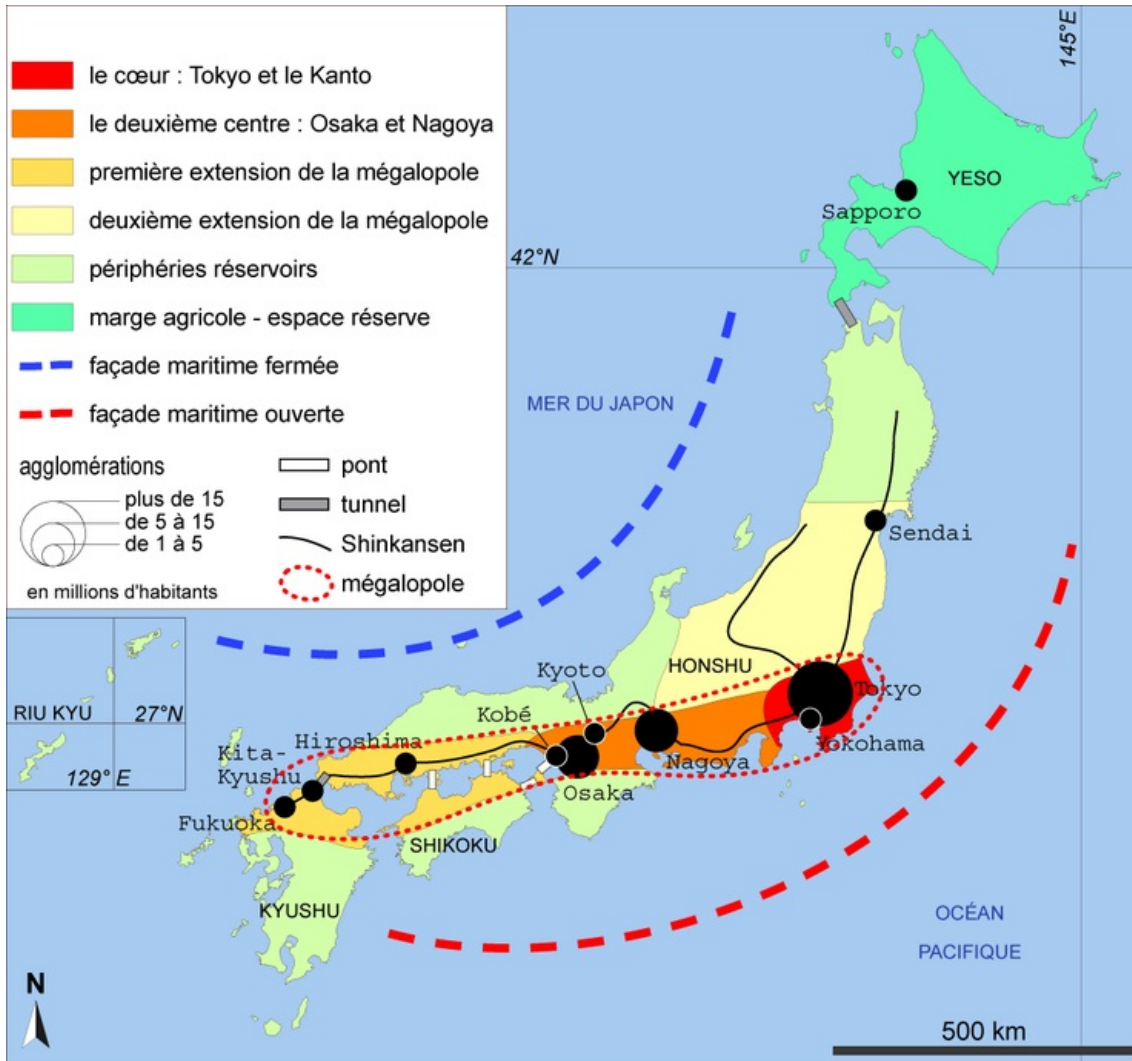 le cœur : Tokyo et le Kanto
le deuxième centre : Osaka et Nagoya
première extension de la mégalopole
deuxième extension de la mégalopole
périphéries réservoirs
marge agricole - espace réserve
façade maritime fermée
façade maritime ouverte
agglomérations
plus de 15
de 5 à 15
de 1 à 5
en millions d'habitants
pont
tunnel
Shinkansen
mégalopole
145°E
YESO
Sapporo
42°N
MER DU JAPON
Sendai
HONSHU
Kyoto
Tokyo
Kobé
Yokohama
RIU KYU
27°N
129° E
Hiroshima
Kita-
Kyushu
Nagoya
Osaka
Fukuoka
SHIKOKU
KYUSHU
OCÉAN
PACIFIQUE
N
500 km